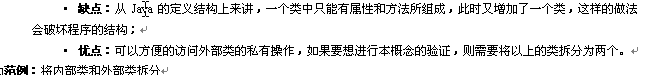 缺点：从 Java 的定义结构上来讲，一个类中只能有属性和方法所组成，此时又增加了一个类，这样的做法
会破坏程序的结构；
优点：可以方便的访问外部类的私有操作，如果要想进行本概念的验证，则需要将以上的类拆分为两个。
范例：将内部类和外部类拆分